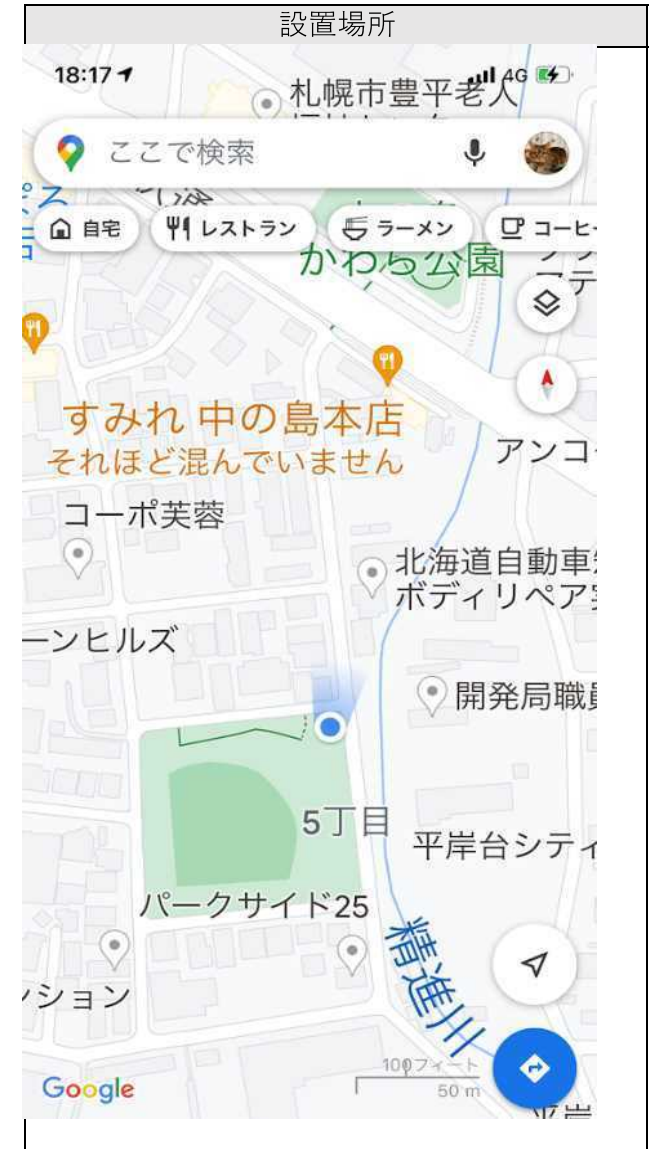 設置場所
18:17
4G
札幌市豊平老人
ここで検索
自宅
レストラン
ラーメン
コーヒー
かわら公園
すみれ 中の島本店
それほど混んでいません
アンコ
コーポ芙蓉
北海道自動車
ボディリペア
ーンヒルズ
開発局職員
5丁目
平岸台シティ
パークサイド25
精進川
ンション
100フィート
50 m
Google
平岸